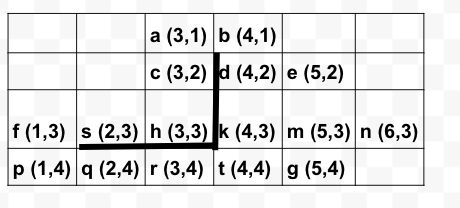 a (3,1) b (4,1)
c (3,2) d (4,2) e (5,2)
f (1,3) s (2,3) h (3,3) k (4,3) m (5,3) n (6,3)
p (1,4) q (2,4) r (3,4) t (4,4) g (5,4)